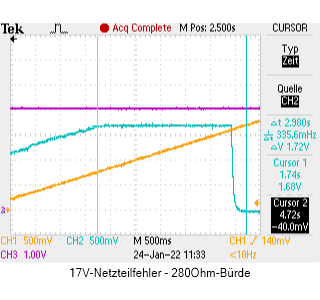 Tek Acq Complete M Pos: 2.500s CURSOR
Typ
Zeit
Quelle
CH2
Δt 2.980s
335.6mHz
ΔV 1.72V
Cursor 1
1.74s
1.68V
Cursor 2
4.72s
-40.0mV
3
CH1 500mV CH2 500mV M 500ms CH1 140mV
CH3 1.00V 24-Jan-22 11:33 <10Hz
17V-Netzteilfehler - 280Ohm-Bürde